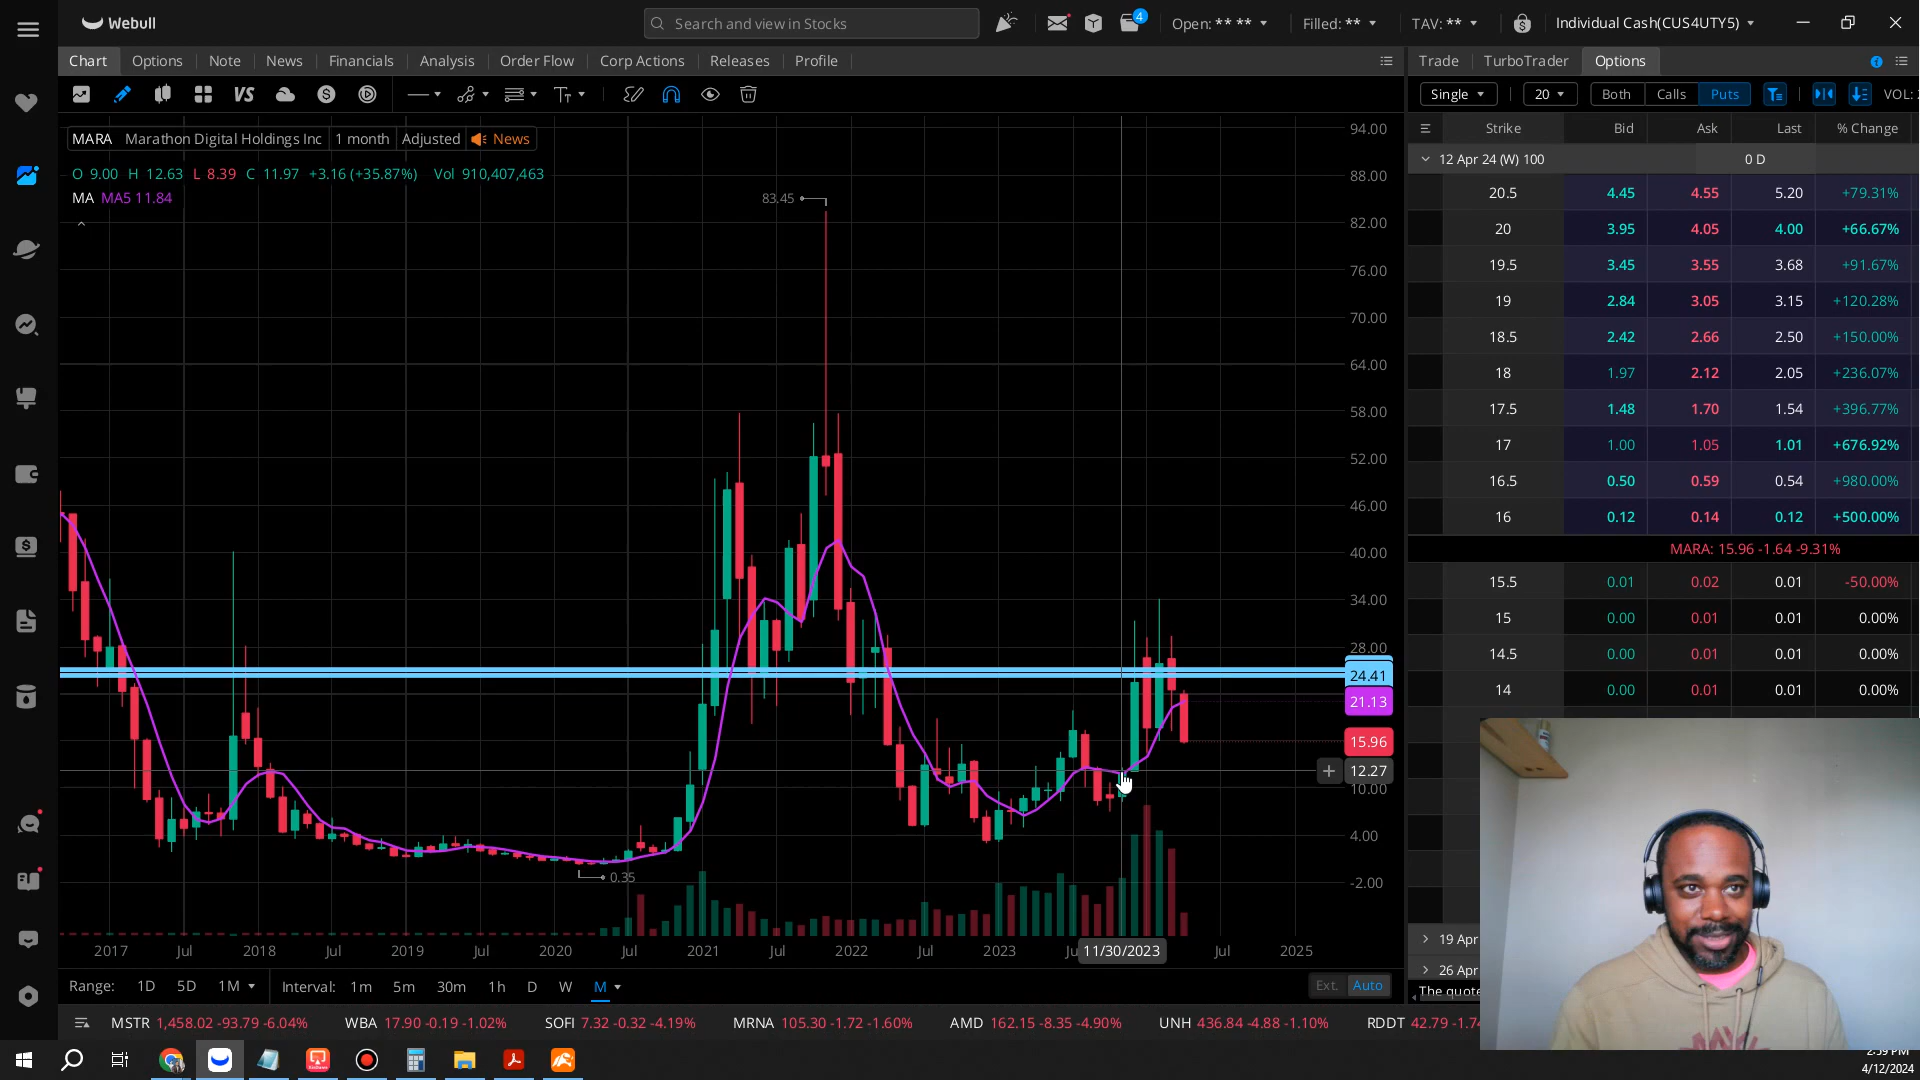 Webull
Search and view in Stocks
4
Open: ** **
Filled: **
TAV: **
Individual Cash(CUS4UTY5)
Chart Options Note News Financials Analysis Order Flow Corp Actions Releases Profile
Trade TurboTrader Options
VS
Single 20 Both Calls Puts VOL:
MARA Marathon Digital Holdings Inc 1 month Adjusted News
O 9.00 H 12.63 L 8.39 C 11.97 +3.16 (+35.87%) Vol 910,407,463
MA MA5 11.84
83.45
0.35
94.00
88.00
82.00
76.00
70.00
64.00
58.00
52.00
46.00
40.00
34.00
28.00
24.41
21.13
15.96
12.27
10.00
4.00
-2.00
2017 Jul 2018 Jul 2019 Jul 2020 Jul 2021 Jul 2022 Jul 2023 Ju 11/30/2023 Jul 2025
Range: 1D 5D 1M Interval: 1m 5m 30m 1h D W M
Ext. Auto
Strike Bid Ask Last % Change
12 Apr 24 (W) 100 0 D
20.5 4.45 4.55 5.20 +79.31%
20 3.95 4.05 4.00 +66.67%
19.5 3.45 3.55 3.68 +91.67%
19 2.84 3.05 3.15 +120.28%
18.5 2.42 2.66 2.50 +150.00%
18 1.97 2.12 2.05 +236.07%
17.5 1.48 1.70 1.54 +396.77%
17 1.00 1.05 1.01 +676.92%
16.5 0.50 0.59 0.54 +980.00%
16 0.12 0.14 0.12 +500.00%
MARA: 15.96 -1.64 -9.31%
15.5 0.01 0.02 0.01 -50.00%
15 0.00 0.01 0.01 0.00%
14.5 0.00 0.01 0.01 0.00%
14 0.00 0.01 0.01 0.00%
19 Apr
26 Apr
The quote
MSTR 1,458.02 -93.79 -6.04% WBA 17.90 -0.19 -1.02% SOFI 7.32 -0.32 -4.19% MRNA 105.30 -1.72 -1.60% AMD 162.15 -8.35 -4.90% UNH 436.84 -4.88 -1.10% RDDT 42.79 -1.74
2:59 PM
4/12/2024